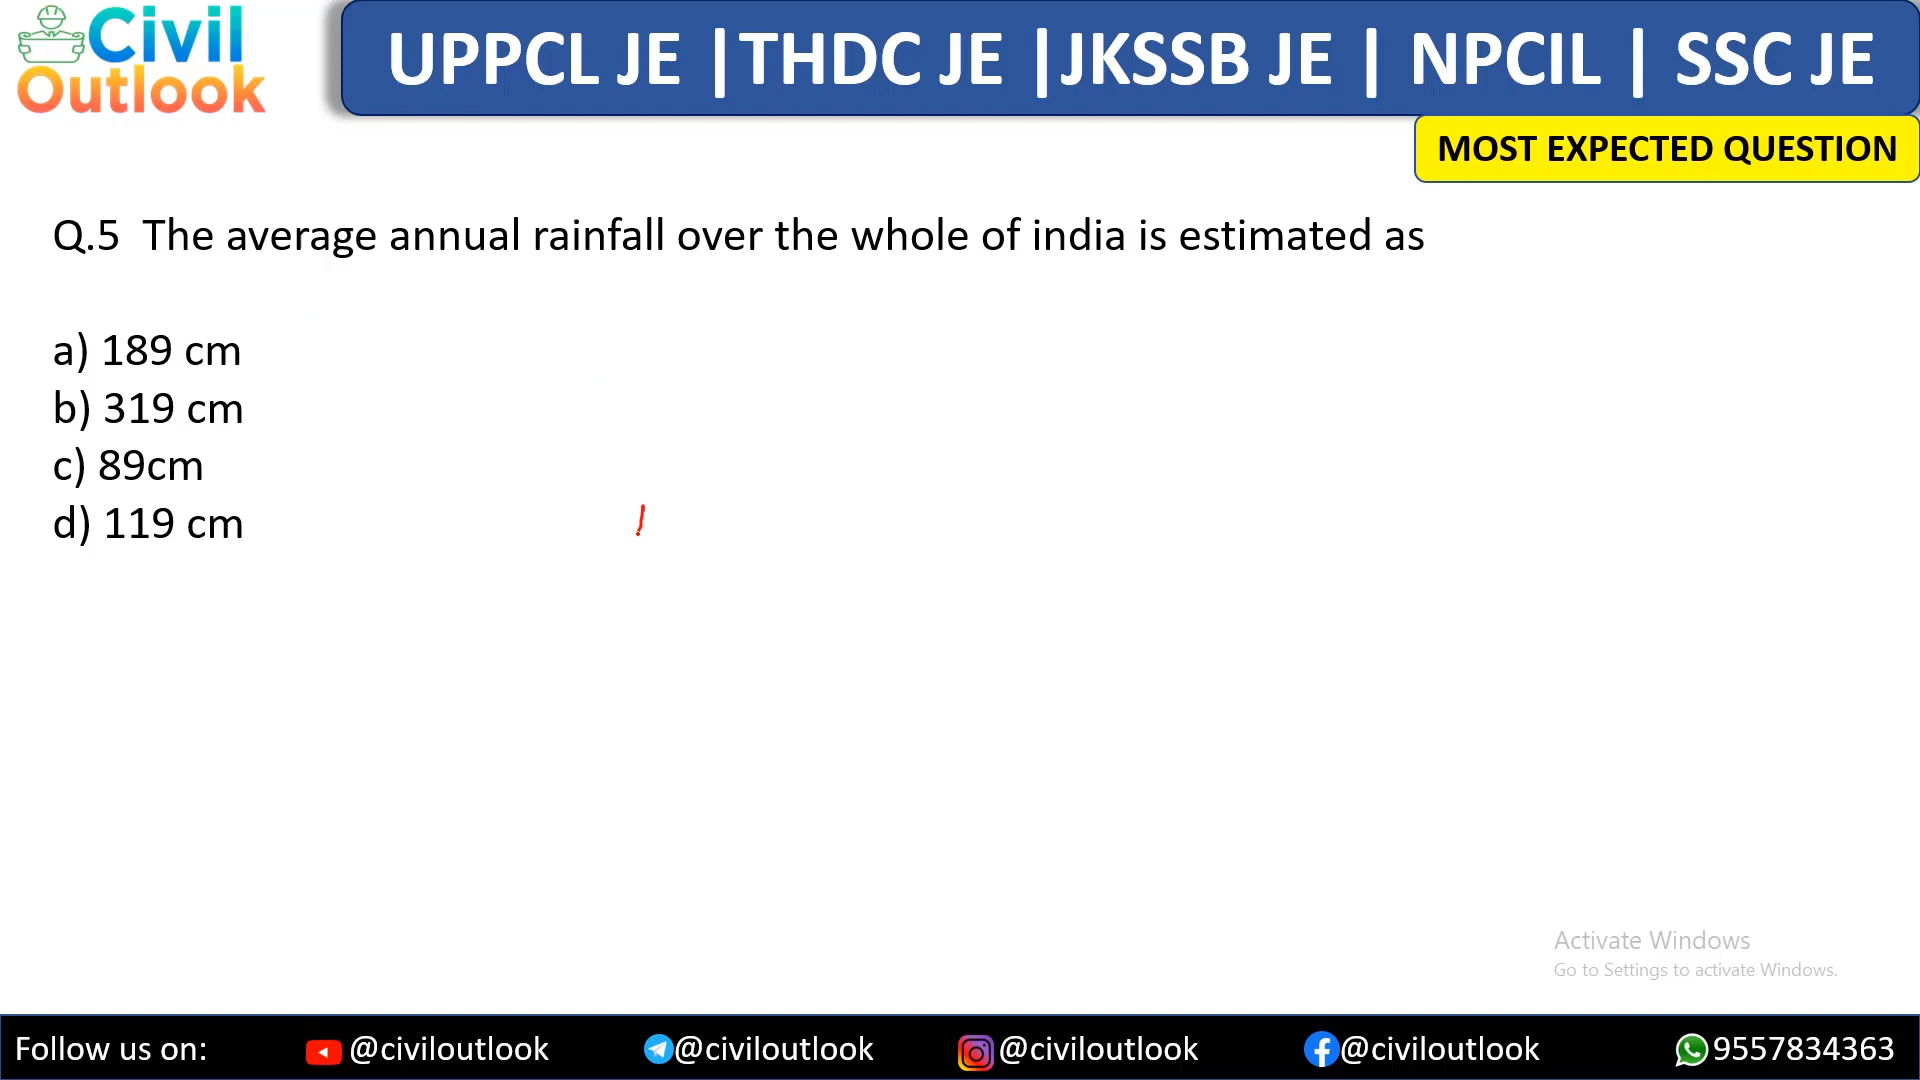 Civil
Outlook
UPPCL JE |THDC JE |JKSSB JE | NPCIL | SSC JE
MOST EXPECTED QUESTION
Q.5 The average annual rainfall over the whole of india is estimated as
a) 189 cm
b) 319 cm
c) 89cm
d) 119 cm
Activate Windows
Go to Settings to activate Windows.
Follow us on: @civiloutlook @civiloutlook @civiloutlook @civiloutlook 9557834363